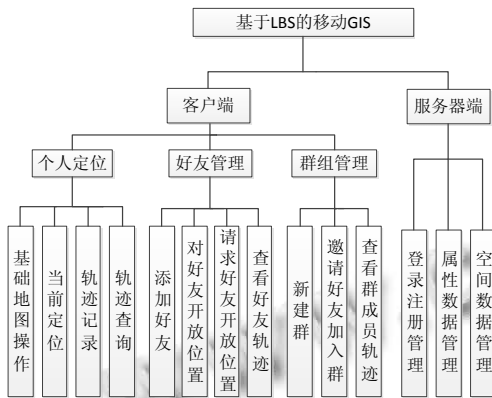 基于LBS的移动GIS
客户端
服务器端
个人定位
好友管理
群组管理
基础地图操作
当前定位
轨迹记录
轨迹查询
添加好友
对好友开放位置
请求好友开放位置
查看好友轨迹
新建群
邀请好友加入群
查看群成员轨迹
登录注册管理
属性数据管理
空间数据管理